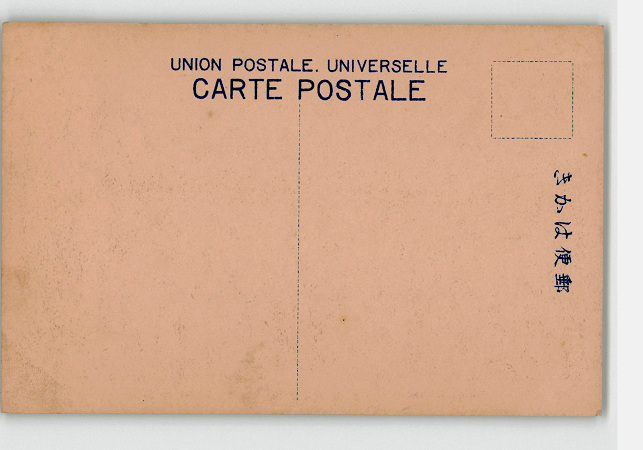 UNION POSTALE. UNIVERSELLE
CARTE POSTALE
きかは便郵